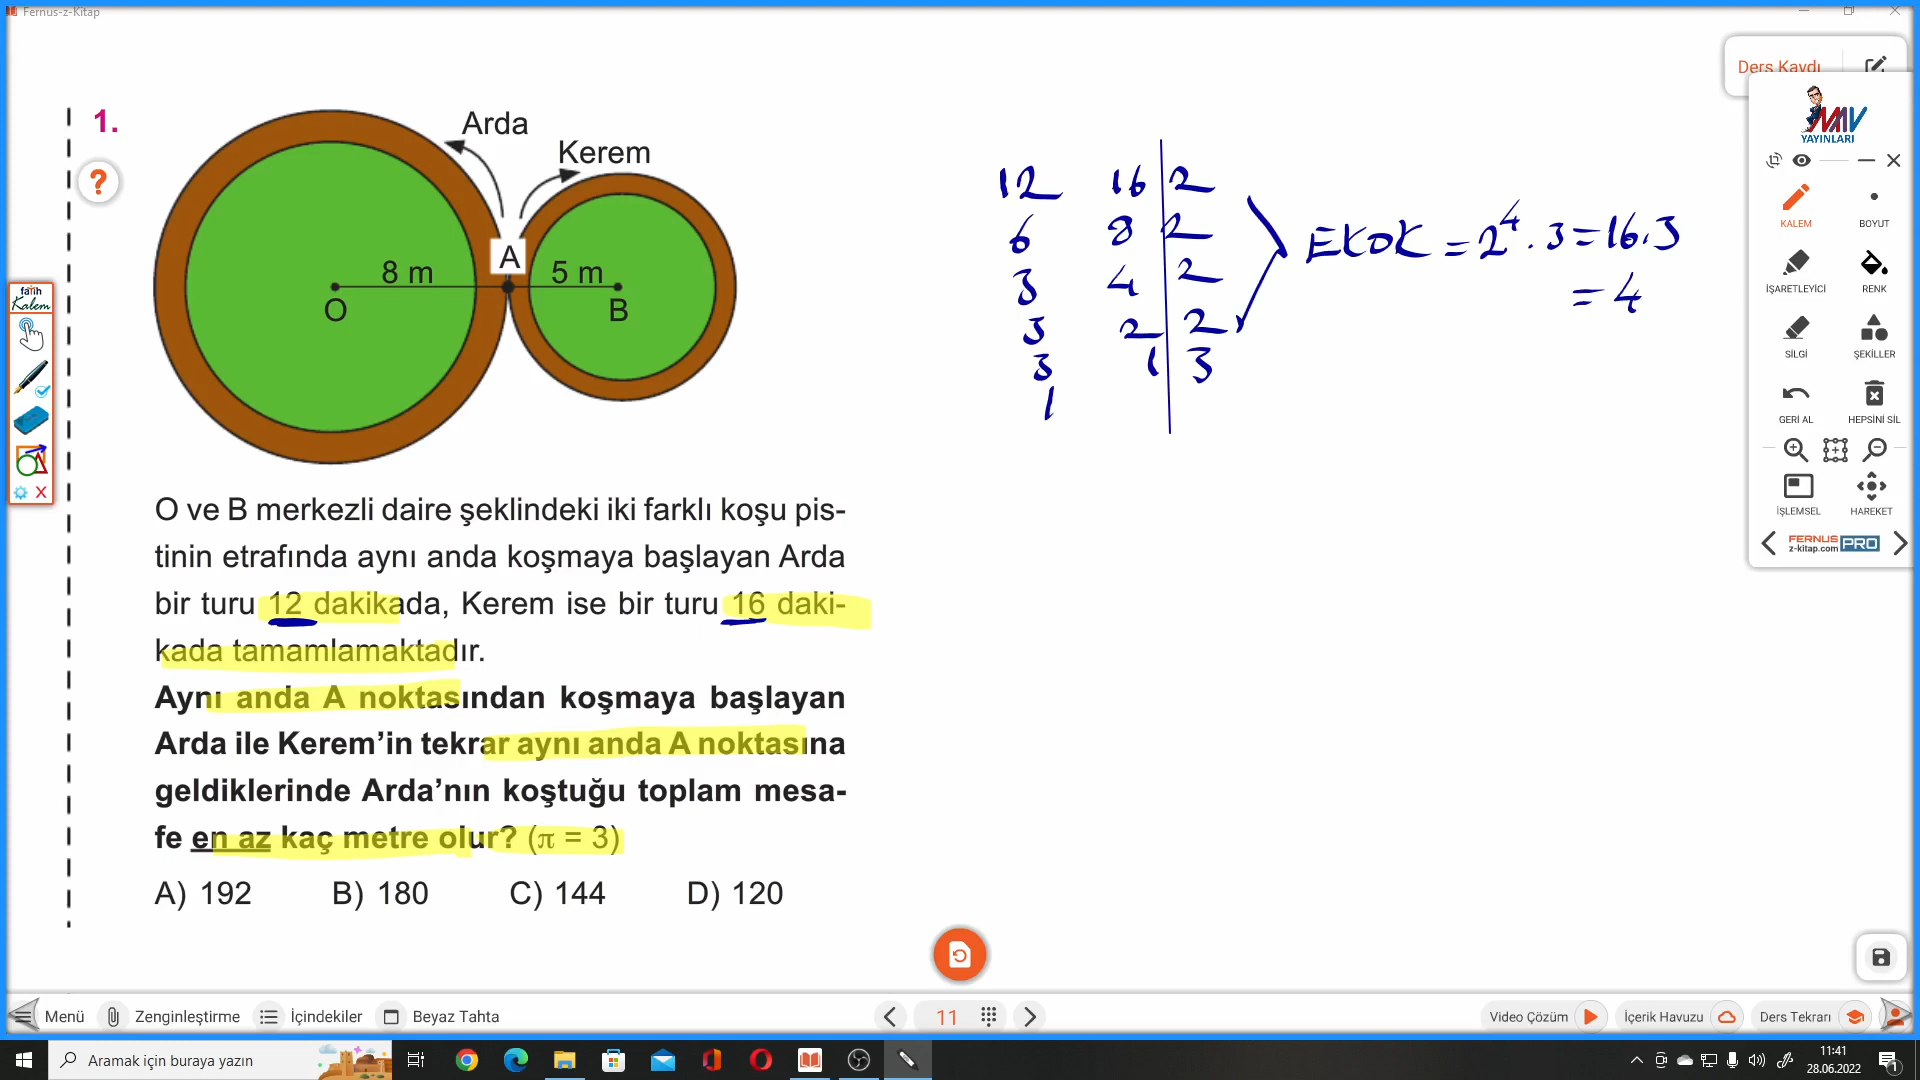 Fernus-z-Kitap
Ders Kaydı
1.
Arda
Kerem
A
8 m
5 m
O
B
12 16 2
6 8 2
3 4 2
3 2 2
3 1 3
1
EKOK = 2⁴ . 3 = 16.3
= 4
O ve B merkezli daire şeklindeki iki farklı koşu pis-
tinin etrafında aynı anda koşmaya başlayan Arda
bir turu 12 dakikada, Kerem ise bir turu 16 daki-
kada tamamlamaktadır.
Aynı anda A noktasından koşmaya başlayan
Arda ile Kerem’in tekrar aynı anda A noktasına
geldiklerinde Arda’nın koştuğu toplam mesa-
fe en az kaç metre olur? (π = 3)
A) 192 B) 180 C) 144 D) 120
fatih
Kalem
MAV
YAYINLARI
KALEM BOYUT
İŞARETLEYİCİ RENK
SİLGİ ŞEKİLLER
GERİ AL HEPSİNİ SİL
İŞLEMSEL HAREKET
FERNUS
z-kitap.com PRO
Menü Zenginleştirme İçindekiler Beyaz Tahta 11 Video Çözüm İçerik Havuzu Ders Tekrarı
Aramak için buraya yazın
11:41
28.06.2022
1